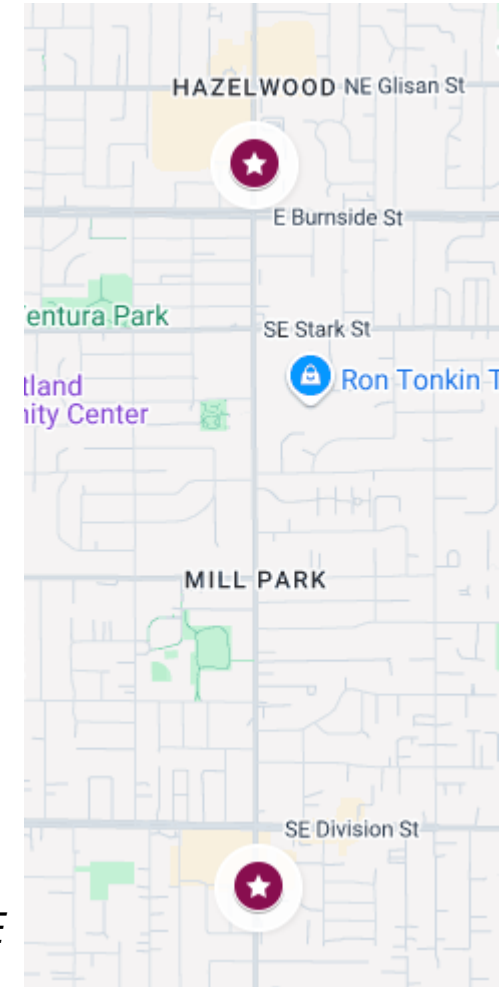 HAZELWOOD NE Glisan St
E Burnside St
entura Park
SE Stark St
Ron Tonkin T
tland
nity Center
MILL PARK
SE Division St
E